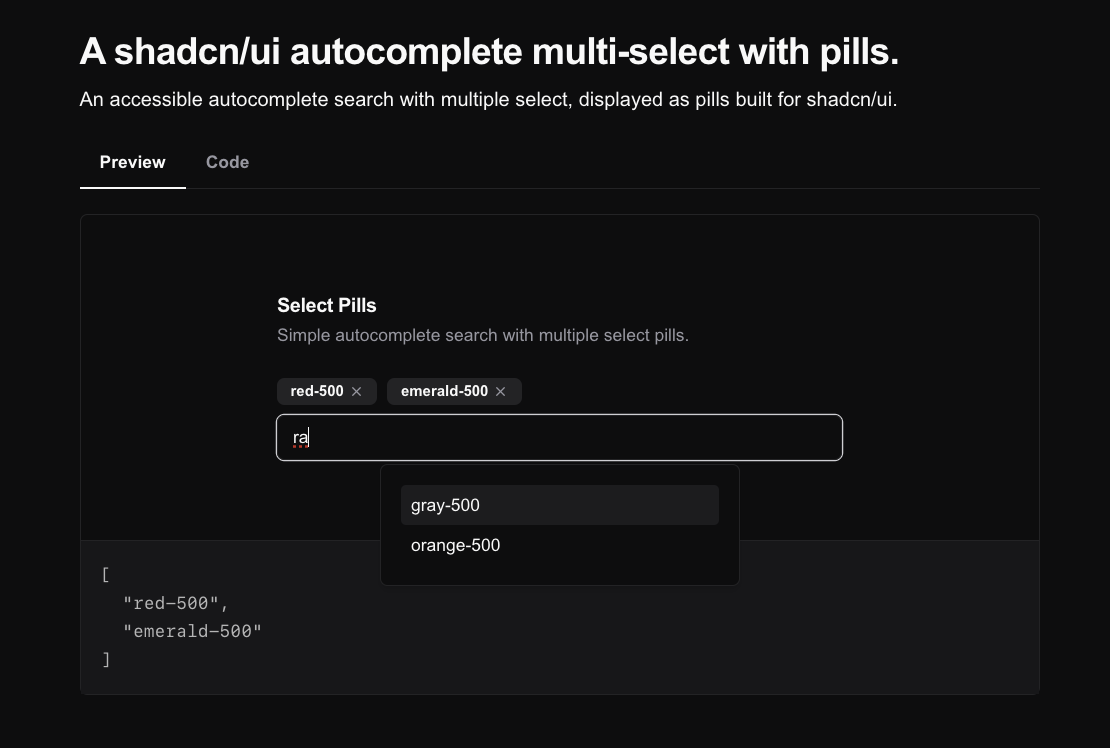 A shadcn/ui autocomplete multi-select with pills.
An accessible autocomplete search with multiple select, displayed as pills built for shadcn/ui.
Preview Code
Select Pills
Simple autocomplete search with multiple select pills.
red-500 × emerald-500 ×
ra
gray-500
orange-500
[
"red-500",
"emerald-500"
]